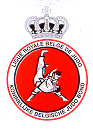 LIGUE ROYALE BELGE DE JUDO
KONINKLIJKE BELGISCHE JUDO BOND